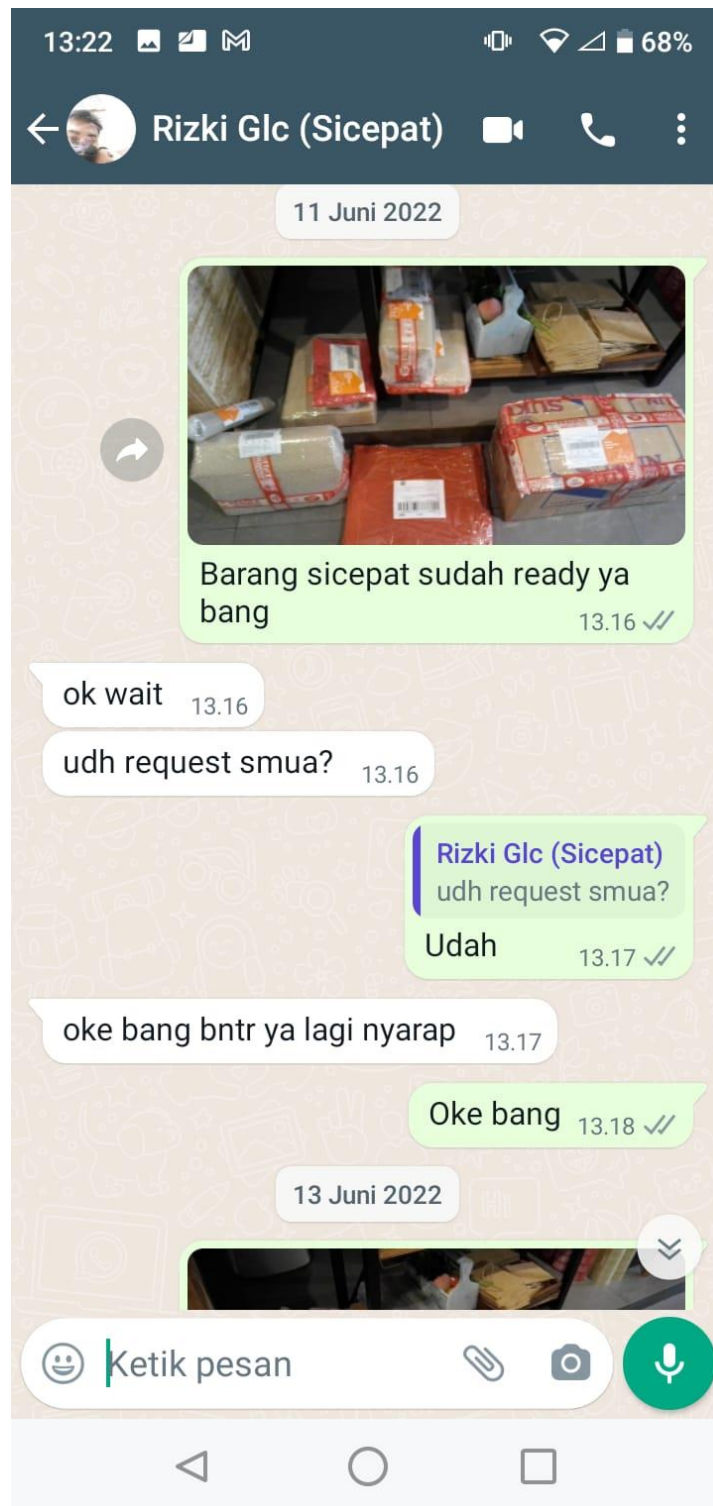 13:22 68%
Rizki Glc (Sicepat)
11 Juni 2022
Barang sicepat sudah ready ya
bang
13.16
ok wait 13.16
udh request smua? 13.16
Rizki Glc (Sicepat)
udh request smua?
Udah 13.17
oke bang bntr ya lagi nyarap 13.17
Oke bang 13.18
13 Juni 2022
Ketik pesan